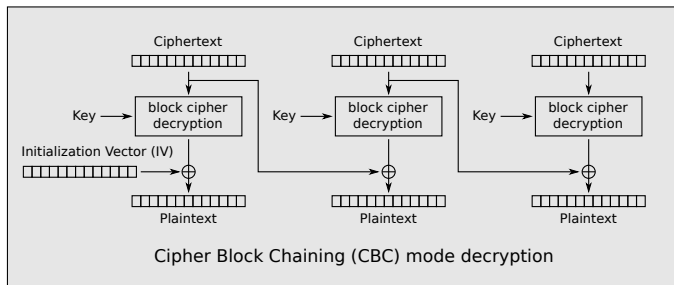 Ciphertext
Ciphertext
Ciphertext
Key
block cipher
decryption
Key
block cipher
decryption
Key
block cipher
decryption
Initialization Vector (IV)
Plaintext
Plaintext
Plaintext
Cipher Block Chaining (CBC) mode decryption